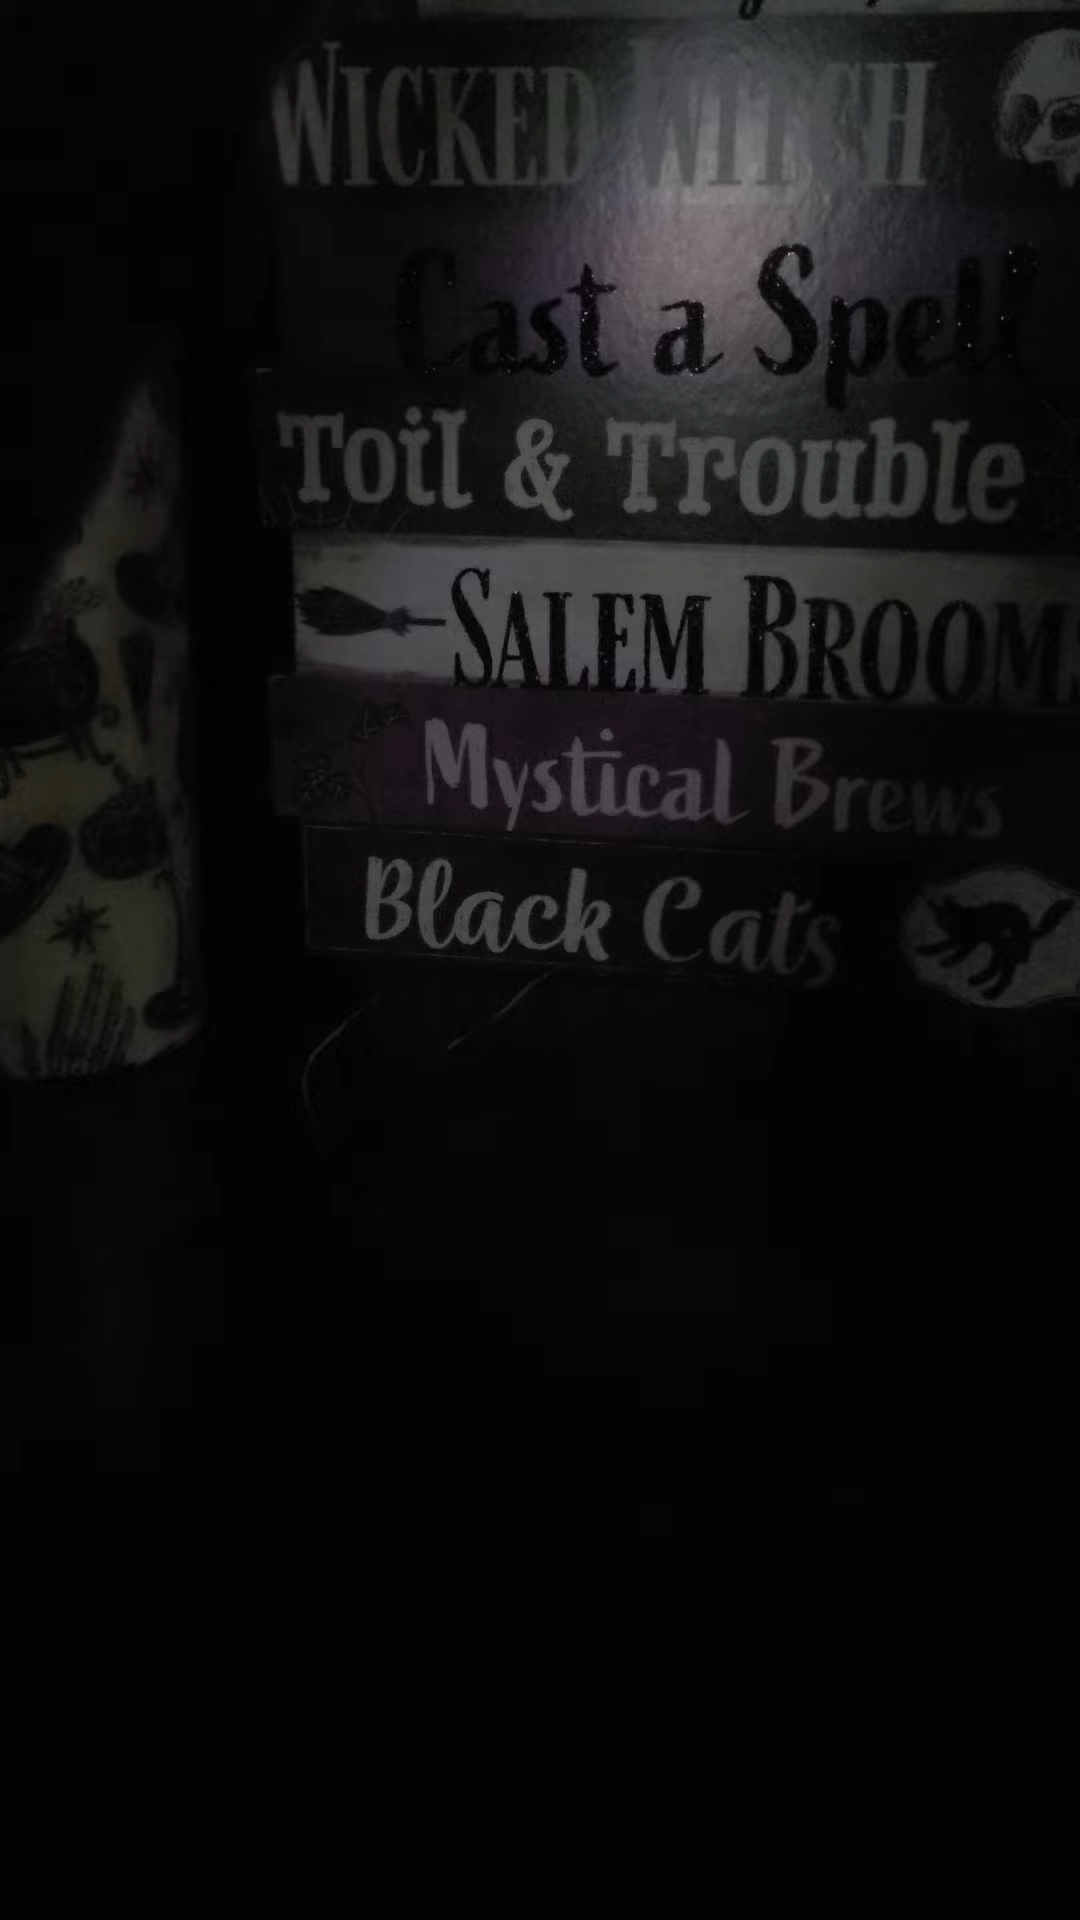 WICKED WITCH
Cast a Spell
Toil & Trouble
SALEM BROOMS
Mystical Brews
Black Cats